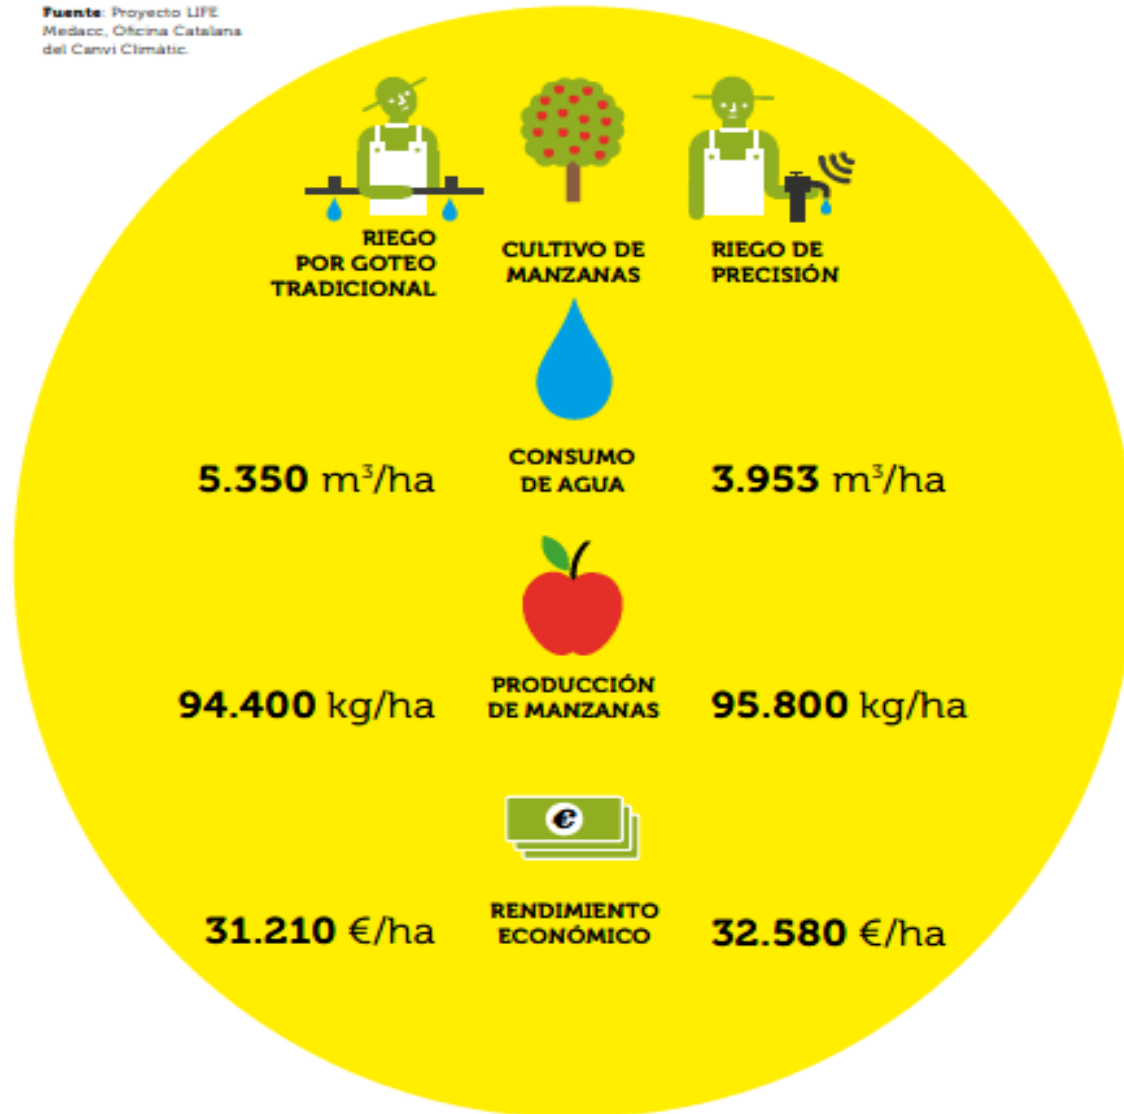 Fuente: Proyecto LIFE
Medacc, Oficina Catalana
del Canvi Climàtic.
RIEGO
POR GOTEO
TRADICIONAL
CULTIVO DE
MANZANAS
RIEGO DE
PRECISIÓN
5.350 m³/ha
CONSUMO
DE AGUA
3.953 m³/ha
94.400 kg/ha
PRODUCCIÓN
DE MANZANAS
95.800 kg/ha
€
31.210 €/ha
RENDIMIENTO
ECONÓMICO
32.580 €/ha